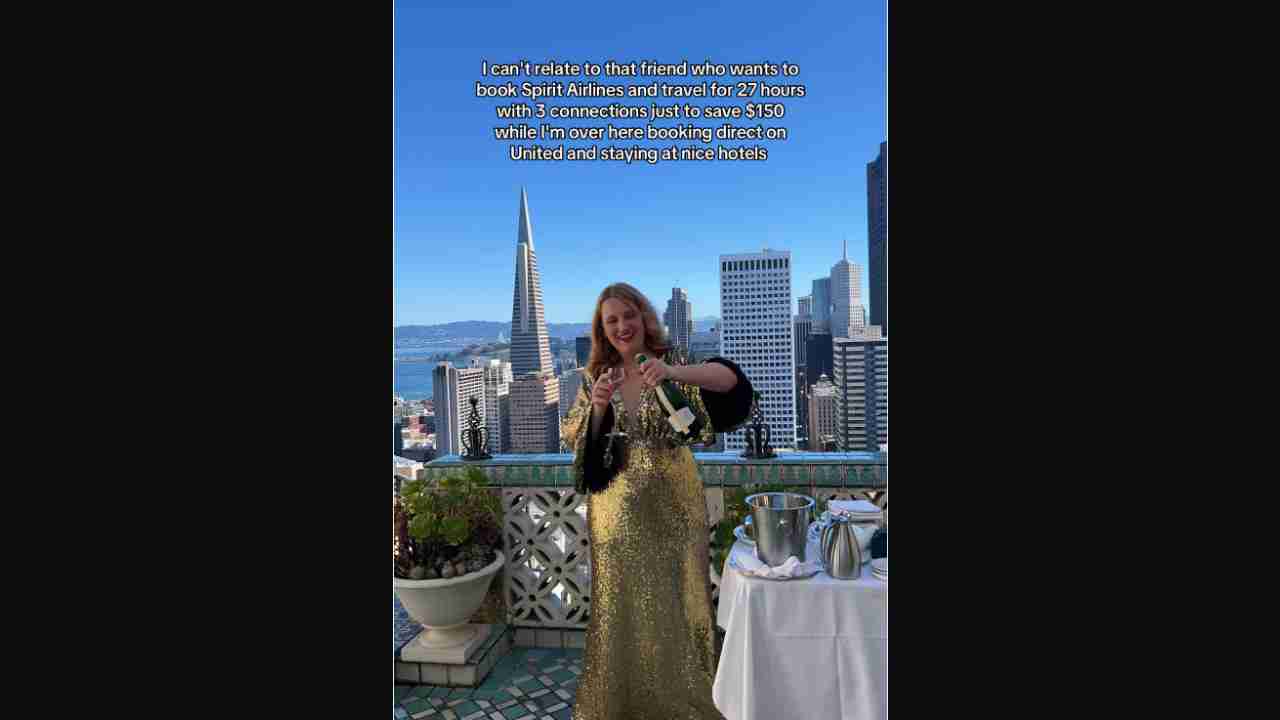 I can't relate to that friend who wants to
book Spirit Airlines and travel for 27 hours
with 3 connections just to save $150
while I'm over here booking direct on
United and staying at nice hotels